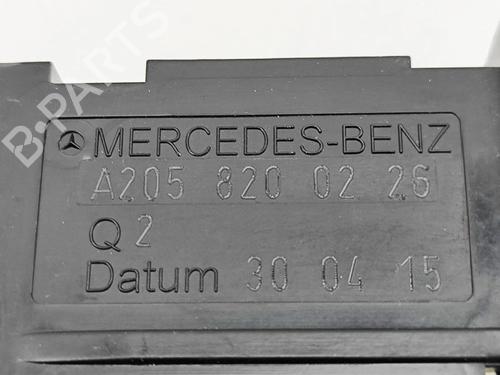 B-PARTS
MERCEDES-BENZ
A205 820 02 26
Q 2
Datum 30 04 15